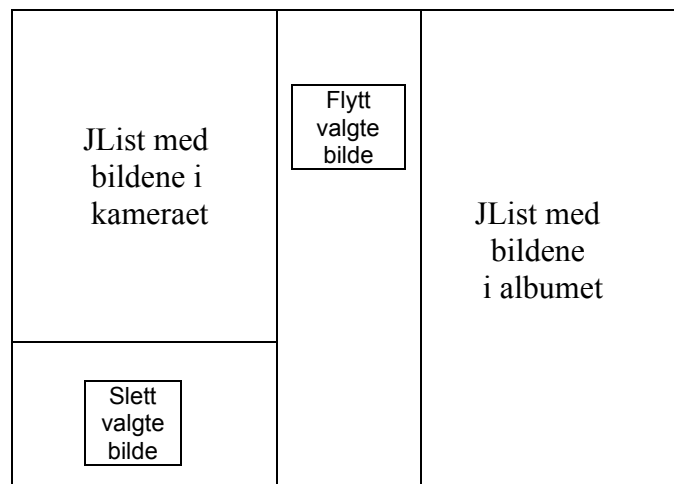 JList med
bildene i
kameraet
Slett
valgte
bilde
Flytt
valgte
bilde
JList med
bildene
i albumet